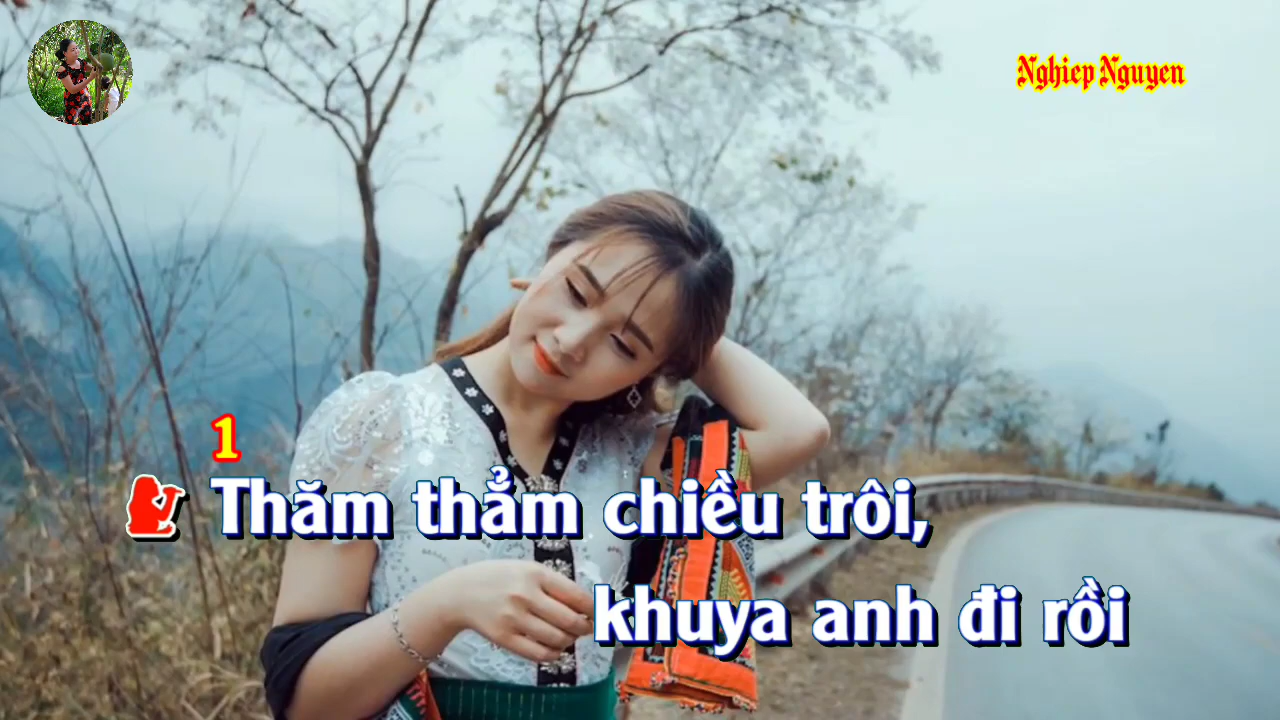 Nghiep Nguyen
1
Thăm thẳm chiều trôi,
khuya anh đi rồi